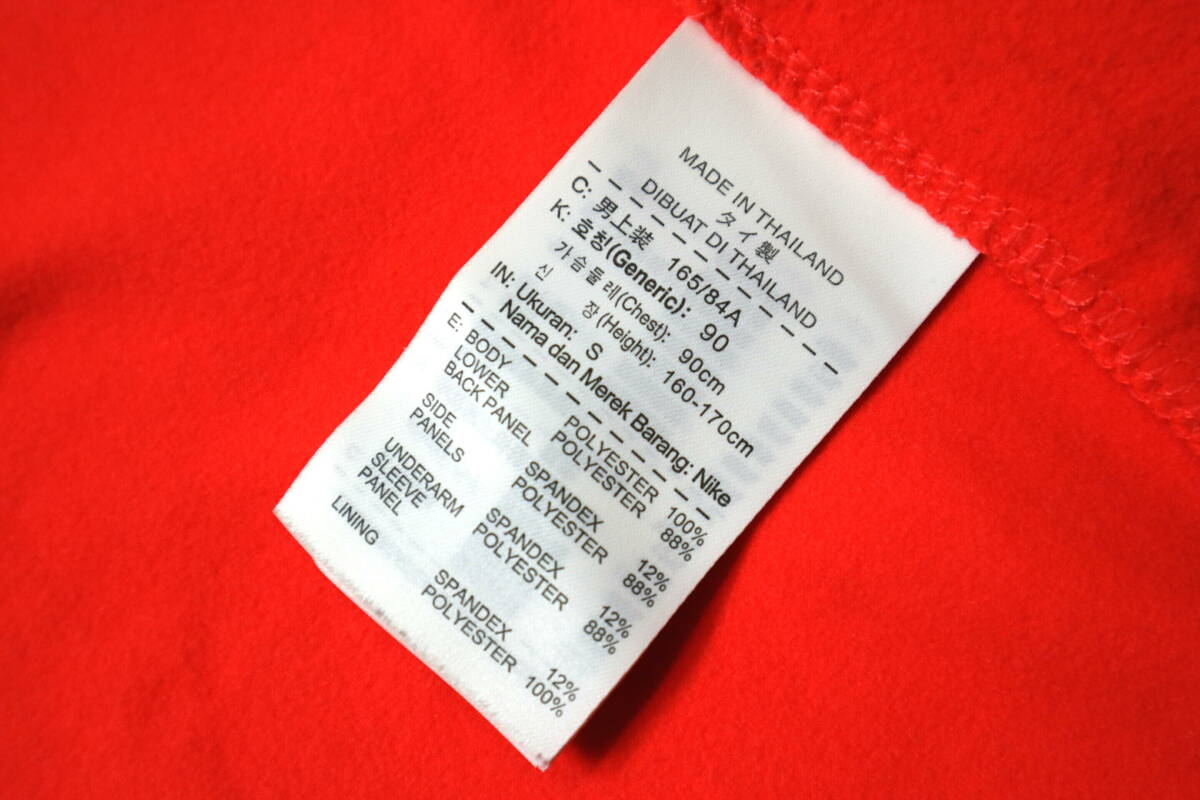 MADE IN THAILAND
タイ製
DIBUAT DI THAILAND
C: 男上装 165/84A
K: 호칭(Generic): 90
가슴둘레(Chest): 90cm
신 장(Height): 160-170cm
IN: Ukuran: S
Nama dan Merek Barang: Nike
E: BODY POLYESTER 100%
LOWER POLYESTER 88%
BACK PANEL SPANDEX 12%
SIDE POLYESTER 88%
PANELS SPANDEX 12%
UNDERARM POLYESTER 88%
SLEEVE
PANEL SPANDEX 12%
LINING POLYESTER 100%